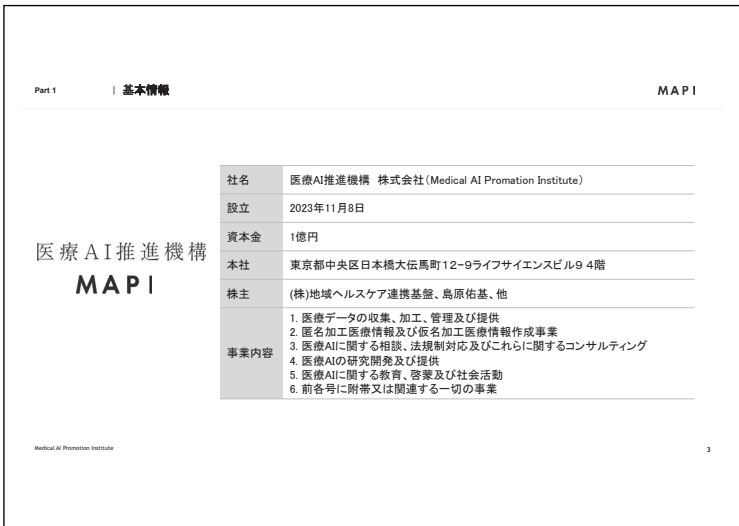 Part 1 | 基本情報
MAPI
医療AI推進機構
MAPI
社名 医療AI推進機構 株式会社(Medical AI Promation Institute)
設立 2023年11月8日
資本金 1億円
本社 東京都中央区日本橋大伝馬町12-9ライフサイエンスビル9 4階
株主 (株)地域ヘルスケア連携基盤、島原佑基、他
事業内容
1. 医療データの収集、加工、管理及び提供
2. 匿名加工医療情報及び仮名加工医療情報作成事業
3. 医療AIに関する相談、法規制対応及びこれらに関するコンサルティング
4. 医療AIの研究開発及び提供
5. 医療AIに関する教育、啓蒙及び社会活動
6. 前各号に附帯又は関連する一切の事業
Medical AI Promotion Institute
3